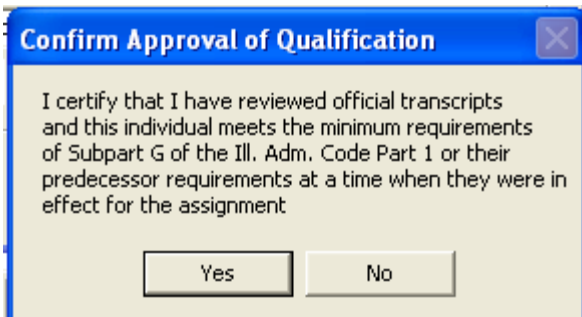 Confirm Approval of Qualification
I certify that I have reviewed official transcripts
and this individual meets the minimum requirements
of Subpart G of the Ill. Adm. Code Part 1 or their
predecessor requirements at a time when they were in
effect for the assignment
Yes No